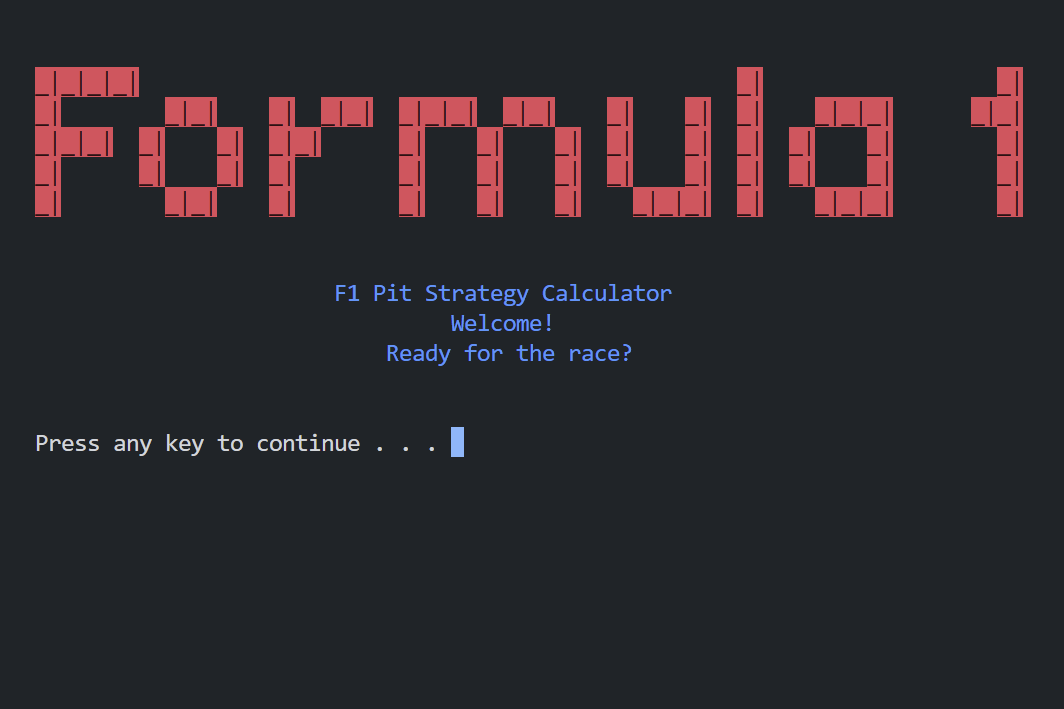 Formula 1
F1 Pit Strategy Calculator
Welcome!
Ready for the race?
Press any key to continue . . .